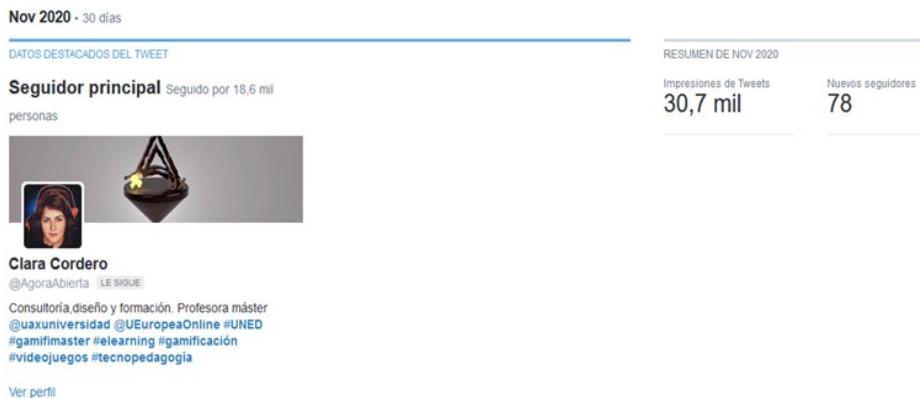 Nov 2020 · 30 días
DATOS DESTACADOS DEL TWEET
Seguidor principal Seguido por 18,6 mil
personas
Clara Cordero
@AgoraAbierta LE SIGUE
Consultoría,diseño y formación. Profesora máster
@uaxuniversidad @UEuropeaOnline #UNED
#gamifimaster #elearning #gamificación
#videojuegos #tecnopedagogía
Ver perfil
RESUMEN DE NOV 2020
Impresiones de Tweets
30,7 mil
Nuevos seguidores
78